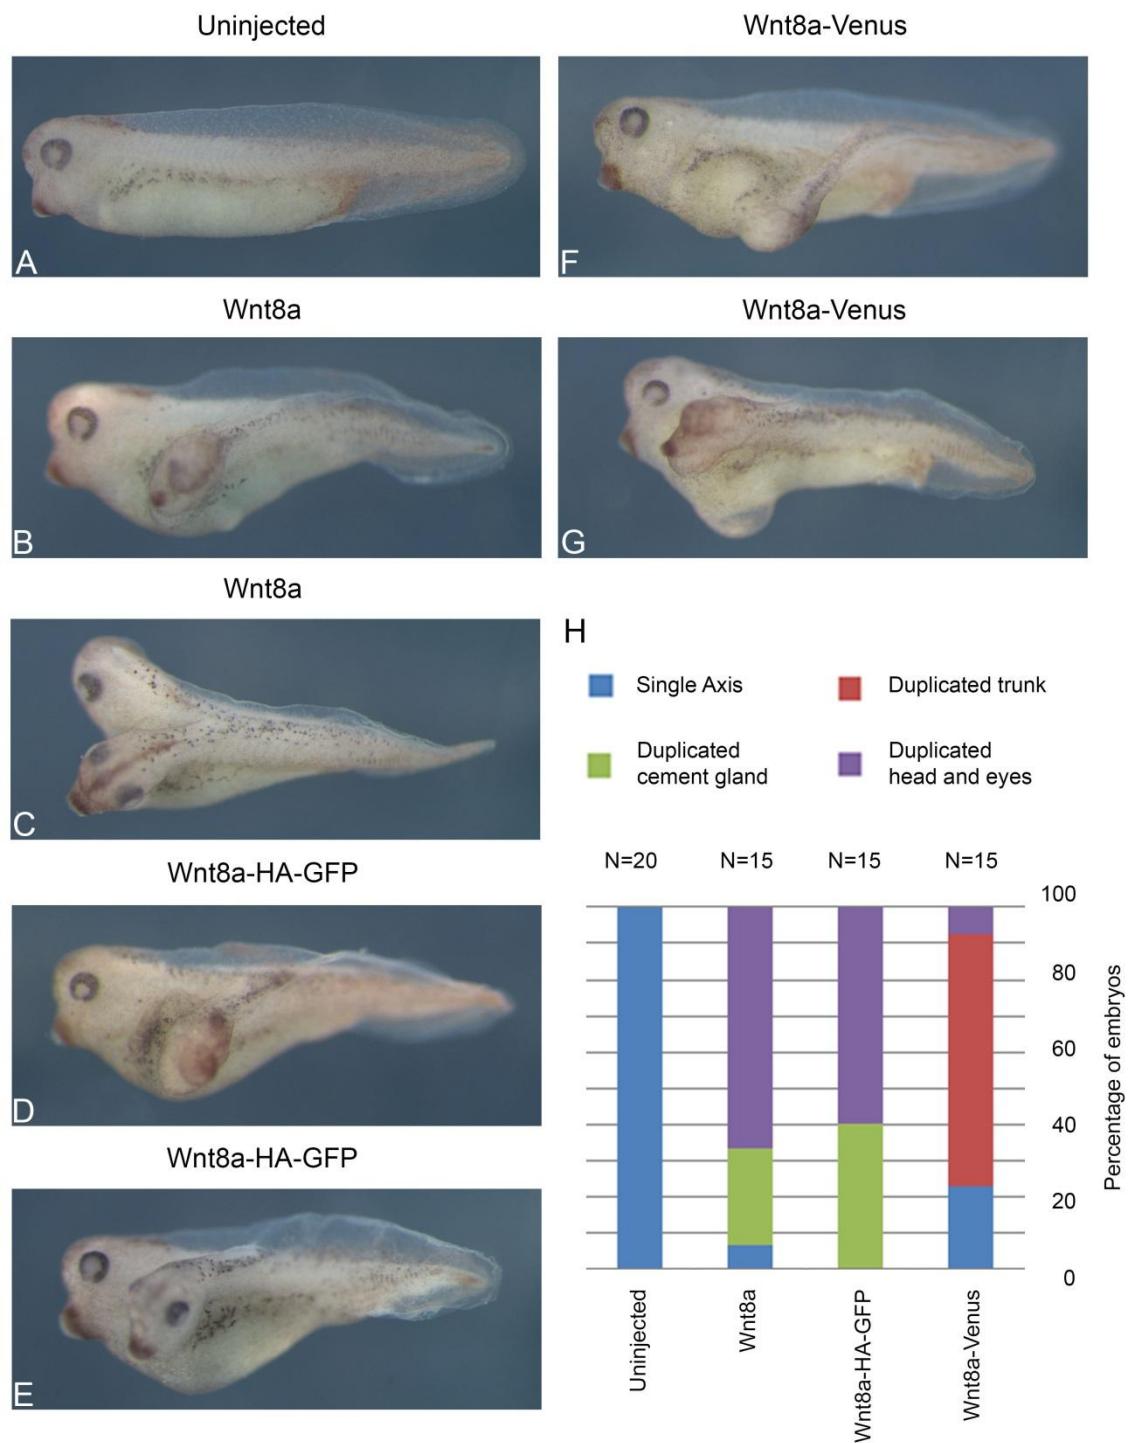 Uninjected
A
Wnt8a
B
Wnt8a
C
Wnt8a-HA-GFP
D
Wnt8a-HA-GFP
E
Wnt8a-Venus
F
Wnt8a-Venus
G
H
Single Axis
Duplicated trunk
Duplicated
cement gland
Duplicated
head and eyes
N=20 N=15 N=15 N=15
100
80
60
40
20
0
Percentage of embryos
Uninjected
Wnt8a
Wnt8a-HA-GFP
Wnt8a-Venus